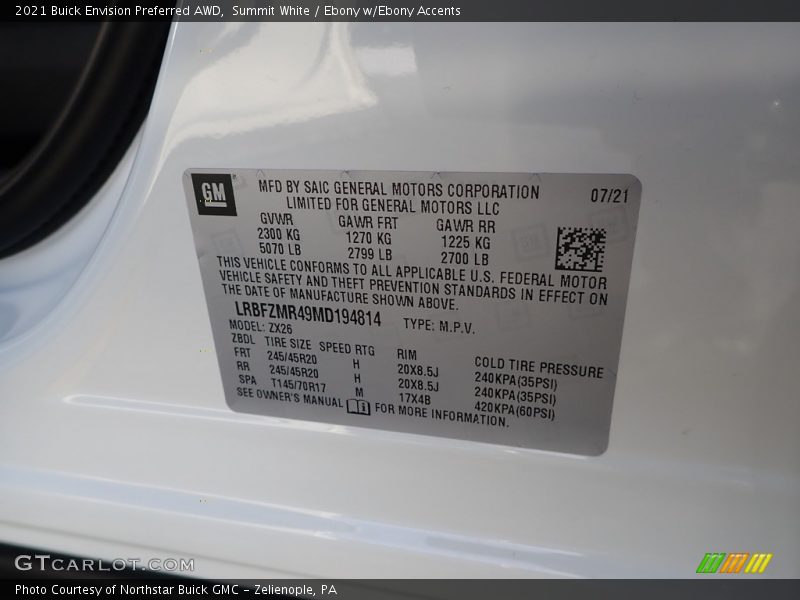 2021 Buick Envision Preferred AWD, Summit White / Ebony w/Ebony Accents
GM
MFD BY SAIC GENERAL MOTORS CORPORATION
LIMITED FOR GENERAL MOTORS LLC
07/21
GVWR GAWR FRT GAWR RR
2300 KG 1270 KG 1225 KG
5070 LB 2799 LB 2700 LB
THIS VEHICLE CONFORMS TO ALL APPLICABLE U.S. FEDERAL MOTOR
VEHICLE SAFETY AND THEFT PREVENTION STANDARDS IN EFFECT ON
THE DATE OF MANUFACTURE SHOWN ABOVE.
LRBFZMR49MD194814 TYPE: M.P.V.
MODEL: ZX26
ZBDL TIRE SIZE SPEED RTG RIM COLD TIRE PRESSURE
FRT 245/45R20 H 20X8.5J 240KPA(35PSI)
RR 245/45R20 H 20X8.5J 240KPA(35PSI)
SPA T145/70R17 M 17X4B 420KPA(60PSI)
SEE OWNER'S MANUAL FOR MORE INFORMATION.
GTCARLOT.COM
Photo Courtesy of Northstar Buick GMC - Zelienople, PA